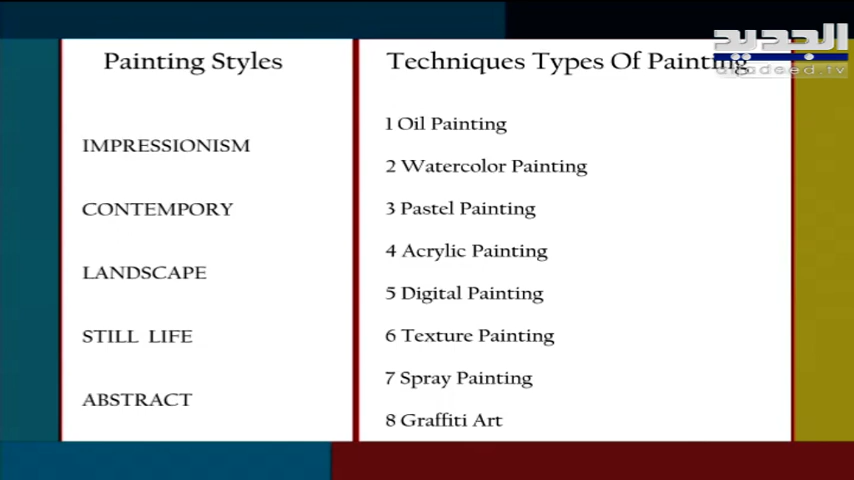 Painting Styles
IMPRESSIONISM
CONTEMPORY
LANDSCAPE
STILL LIFE
ABSTRACT
Techniques Types Of Painting
1 Oil Painting
2 Watercolor Painting
3 Pastel Painting
4 Acrylic Painting
5 Digital Painting
6 Texture Painting
7 Spray Painting
8 Graffiti Art
الجديد
aljadeed.tv